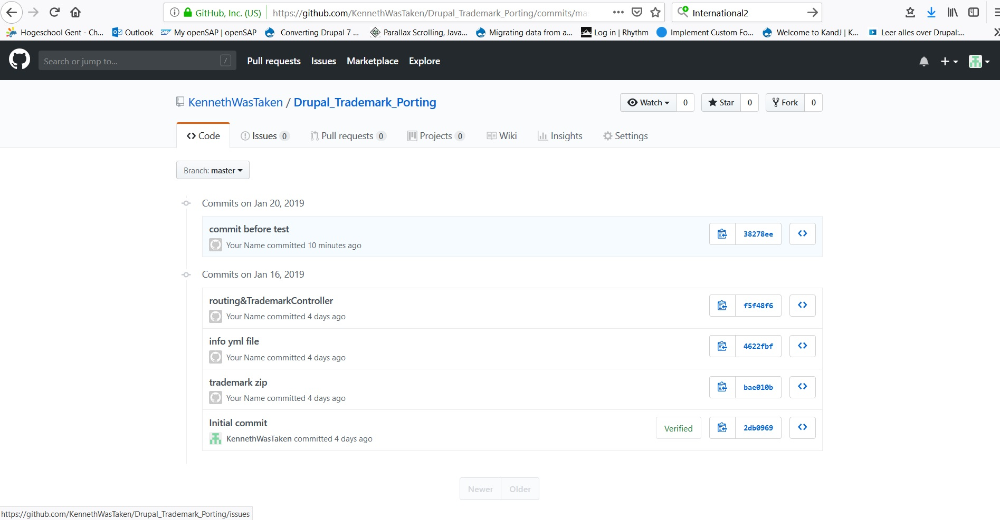 GitHub, Inc. (US) https://github.com/KennethWasTaken/Drupal_Trademark_Porting/commits/ma ••• International2
Hogeschool Gent - Ch... Outlook My openSAP | openSAP Converting Drupal 7 ... Parallax Scrolling, Java... Migrating data from a... Log in | Rhythm Implement Custom Fo... Welcome to KandJ | K... Leer alles over Drupal:...
Search or jump to... / Pull requests Issues Marketplace Explore
KennethWasTaken / Drupal_Trademark_Porting Watch 0 Star 0 Fork 0
Code Issues 0 Pull requests 0 Projects 0 Wiki Insights Settings
Branch: master
Commits on Jan 20, 2019
commit before test
Your Name committed 10 minutes ago
38278ee
Commits on Jan 16, 2019
routing&TrademarkController
Your Name committed 4 days ago
f5f48f6
info yml file
Your Name committed 4 days ago
4622fbf
trademark zip
Your Name committed 4 days ago
bae010b
Initial commit
KennethWasTaken committed 4 days ago
Verified 2db0969
Newer Older
https://github.com/KennethWasTaken/Drupal_Trademark_Porting/issues